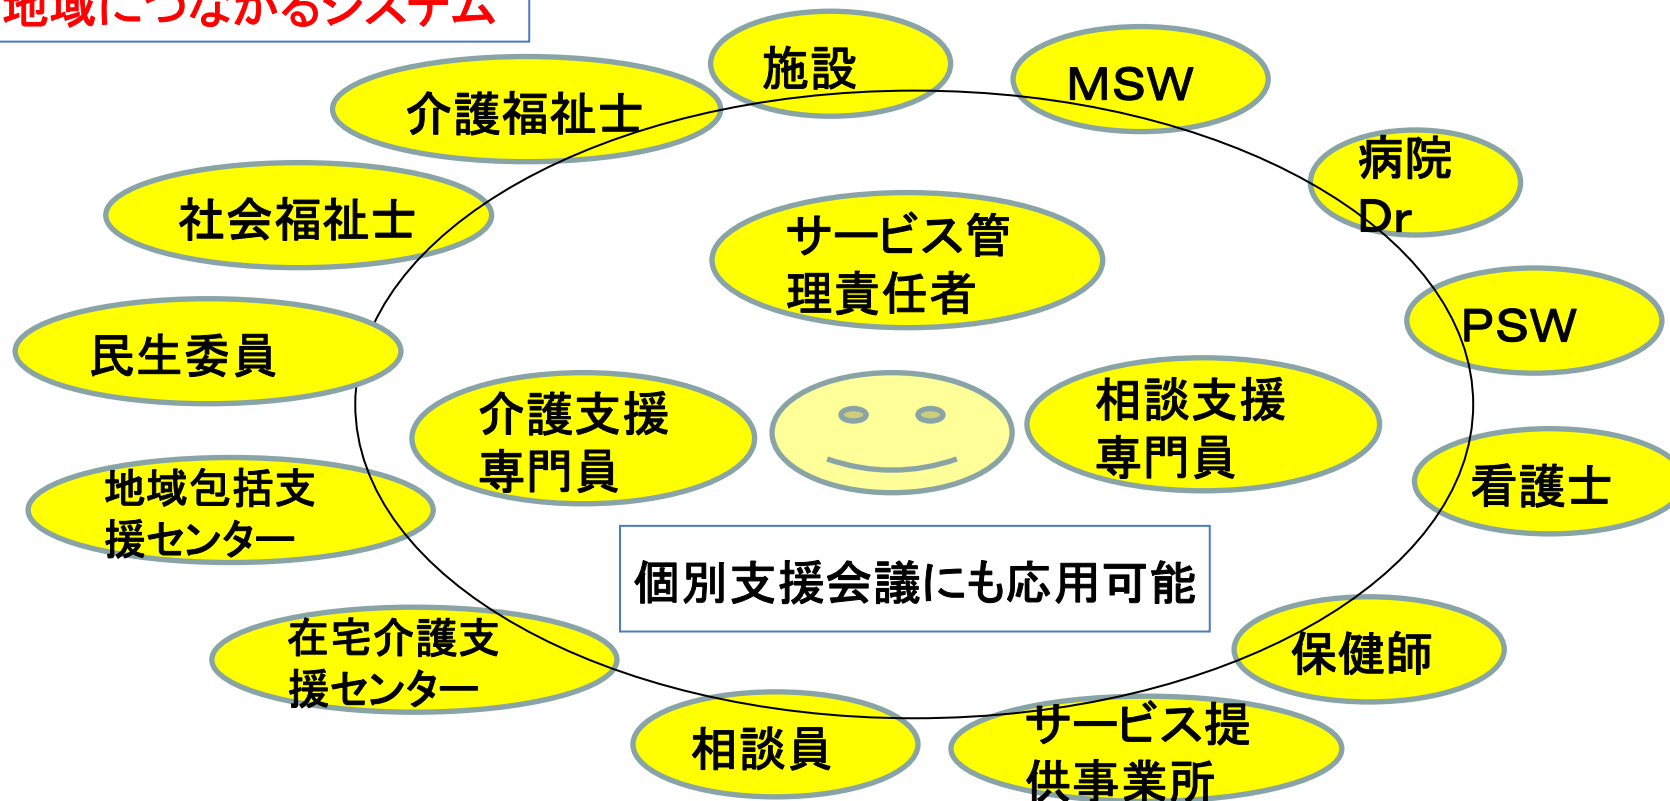 地域につながるシステム
施設
MSW
介護福祉士
病院
Dr
社会福祉士
サービス管
理責任者
PSW
民生委員
介護支援
専門員
相談支援
専門員
看護士
地域包括支
援センター
個別支援会議にも応用可能
在宅介護支
援センター
保健師
相談員
サービス提
供事業所